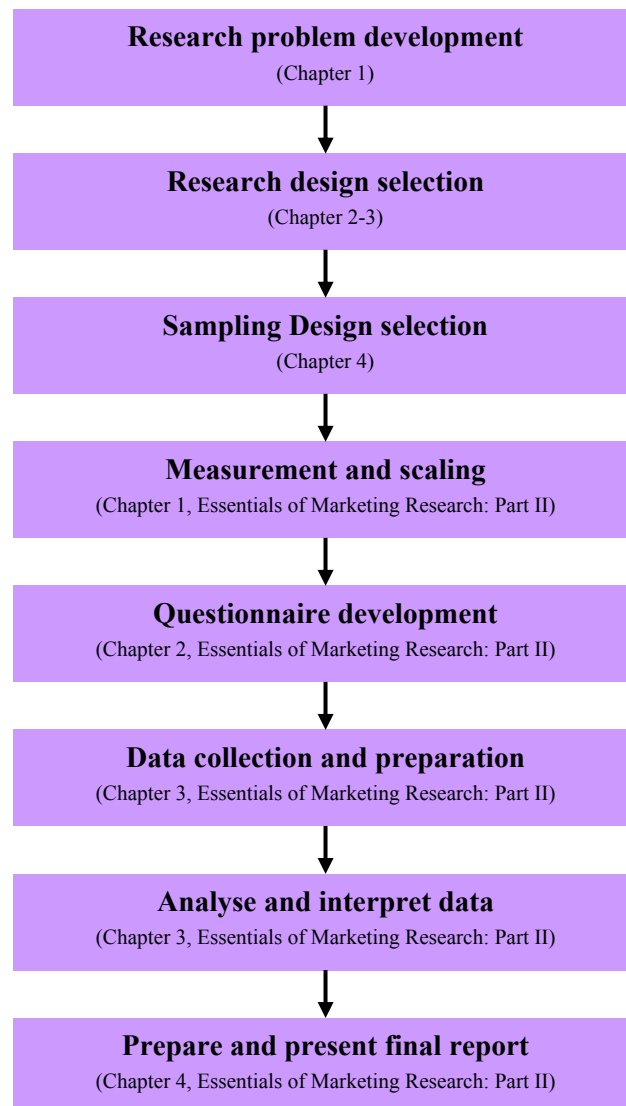 Research problem development
(Chapter 1)
Research design selection
(Chapter 2-3)
Sampling Design selection
(Chapter 4)
Measurement and scaling
(Chapter 1, Essentials of Marketing Research: Part II)
Questionnaire development
(Chapter 2, Essentials of Marketing Research: Part II)
Data collection and preparation
(Chapter 3, Essentials of Marketing Research: Part II)
Analyse and interpret data
(Chapter 3, Essentials of Marketing Research: Part II)
Prepare and present final report
(Chapter 4, Essentials of Marketing Research: Part II)